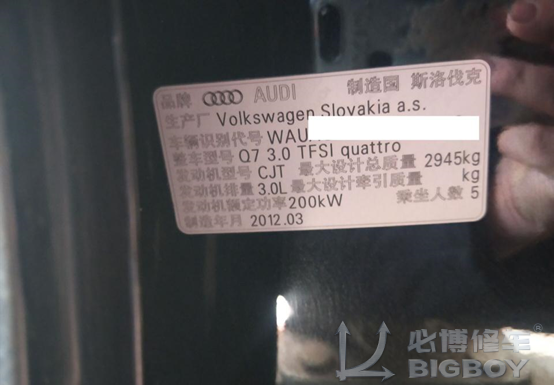 品牌 AUDI 制造国 斯洛伐克
生产厂 Volkswagen Slovakia a.s.
车辆识别代号 WAU
整车型号 Q7 3.0 TFSI quattro
发动机型号 CJT 最大设计总质量 2945kg
发动机排量 3.0L 最大设计牵引质量 kg
发动机额定功率 200kW 乘坐人数 5
制造年月 2012.03
必博修车®
BIGBOY